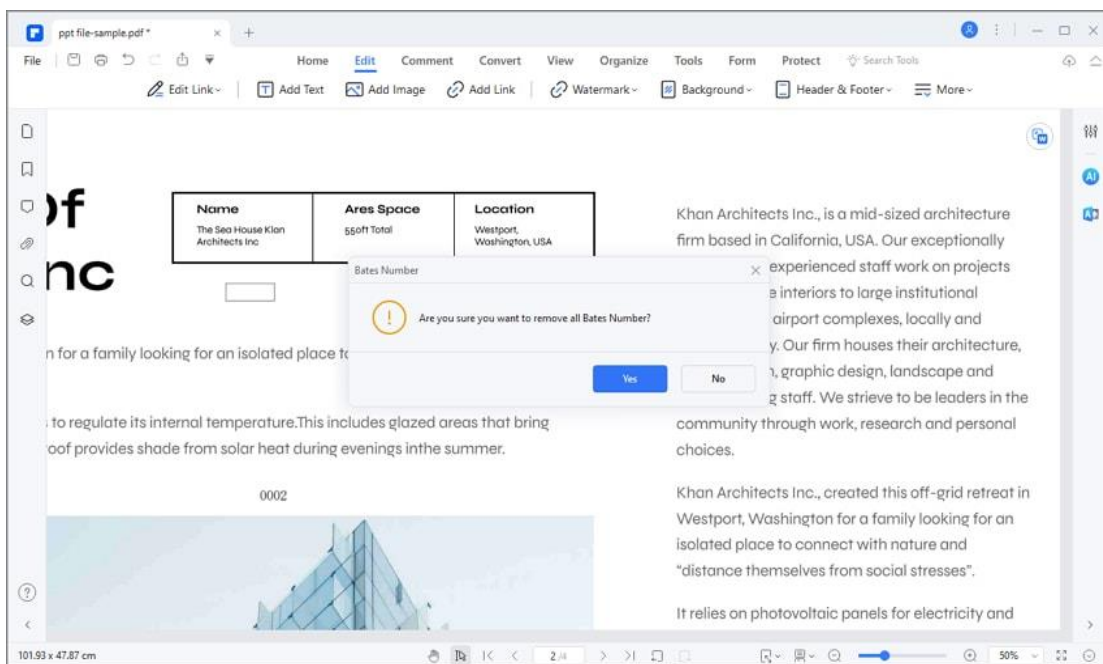 ppt file-sample.pdf *
File
Home Edit Comment Convert View Organize Tools Form Protect Search Tools
Edit Link Add Text Add Image Add Link Watermark Background Header & Footer More
W
AI
Of
nc
Name
The Sea House Klan
Architects Inc
Ares Space
550ft Total
Location
Westport,
Washington, USA
Bates Number
Are you sure you want to remove all Bates Number?
Yes No
n for a family looking for an isolated place to
to regulate its internal temperature.This includes glazed areas that bring
oof provides shade from solar heat during evenings inthe summer.
0002
Khan Architects Inc., is a mid-sized architecture
firm based in California, USA. Our exceptionally
experienced staff work on projects
e interiors to large institutional
airport complexes, locally and
y. Our firm houses their architecture,
, graphic design, landscape and
g staff. We strieve to be leaders in the
community through work, research and personal
choices.
Khan Architects Inc., created this off-grid retreat in
Westport, Washington for a family looking for an
isolated place to connect with nature and
“distance themselves from social stresses”.
It relies on photovoltaic panels for electricity and
101.93 x 47.87 cm
2/4
50%